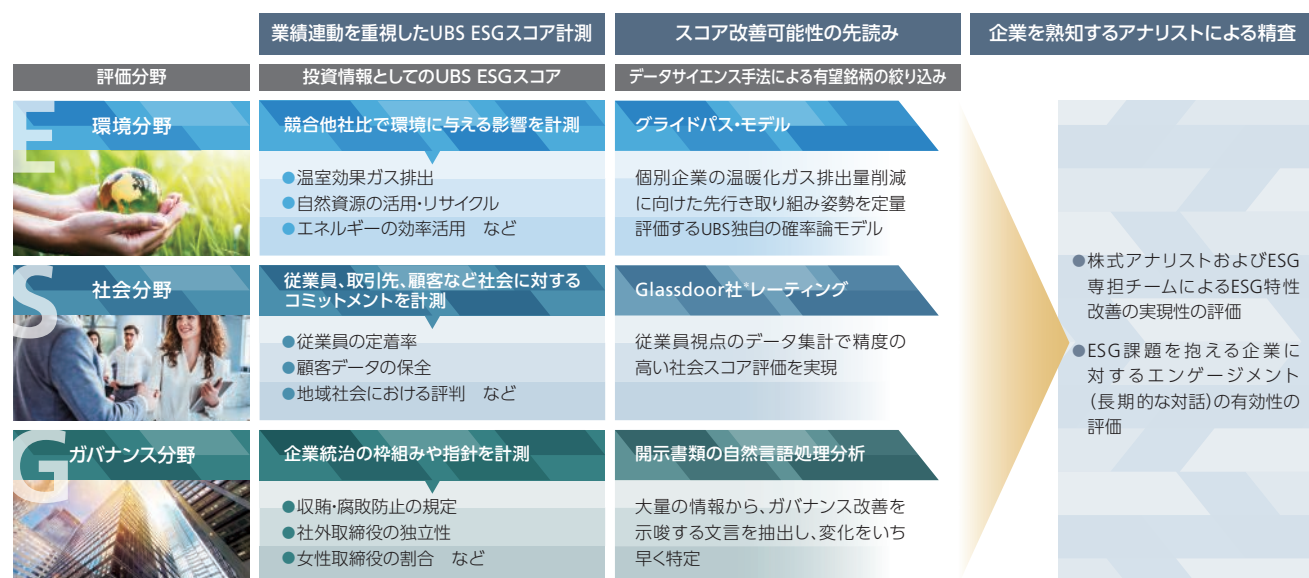 業績連動を重視したUBS ESGスコア計測
スコア改善可能性の先読み
企業を熟知するアナリストによる精査
評価分野
投資情報としてのUBS ESGスコア
データサイエンス手法による有望銘柄の絞り込み
E
環境分野
競合他社比で環境に与える影響を計測
●温室効果ガス排出
●自然資源の活用・リサイクル
●エネルギーの効率活用 など
グライドパス・モデル
個別企業の温暖化ガス排出量削減
に向けた先行き取り組み姿勢を定量
評価するUBS独自の確率論モデル
S
社会分野
従業員、取引先、顧客など社会に対する
コミットメントを計測
●従業員の定着率
●顧客データの保全
●地域社会における評判 など
Glassdoor社*レーティング
従業員視点のデータ集計で精度の
高い社会スコア評価を実現
G
ガバナンス分野
企業統治の枠組みや指針を計測
●収賄・腐敗防止の規定
●社外取締役の独立性
●女性取締役の割合 など
開示書類の自然言語処理分析
大量の情報から、ガバナンス改善を
示唆する文言を抽出し、変化をいち
早く特定
●株式アナリストおよびESG
専担チームによるESG特性
改善の実現性の評価
●ESG課題を抱える企業に
対するエンゲージメント
(長期的な対話)の有効性の
評価